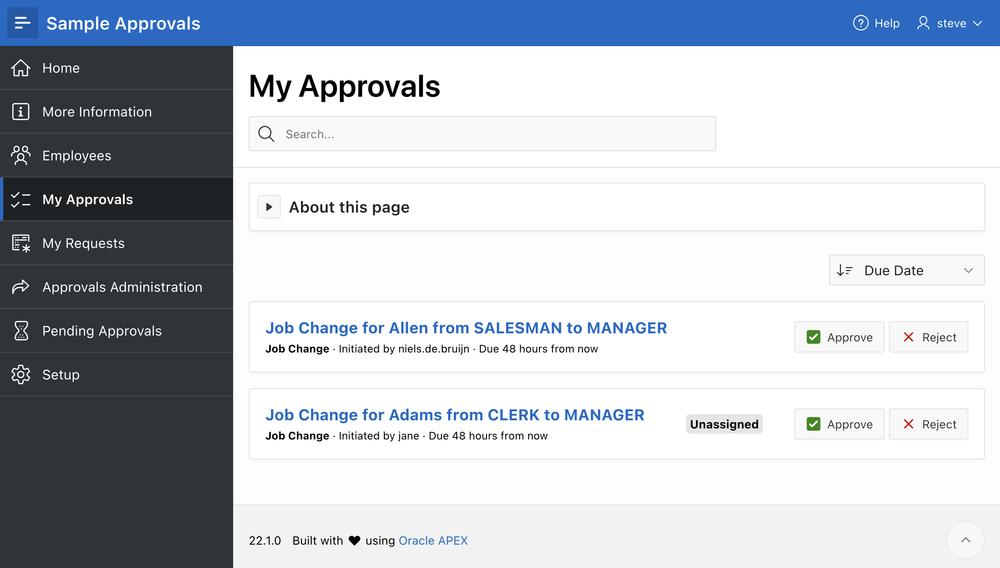 Sample Approvals
Help
steve
Home
More Information
Employees
My Approvals
My Requests
Approvals Administration
Pending Approvals
Setup
My Approvals
Search...
About this page
Due Date
Job Change for Allen from SALESMAN to MANAGER
Job Change · Initiated by niels.de.bruijn · Due 48 hours from now
Approve
Reject
Job Change for Adams from CLERK to MANAGER
Job Change · Initiated by jane · Due 48 hours from now
Unassigned
Approve
Reject
22.1.0 Built with ♥ using Oracle APEX